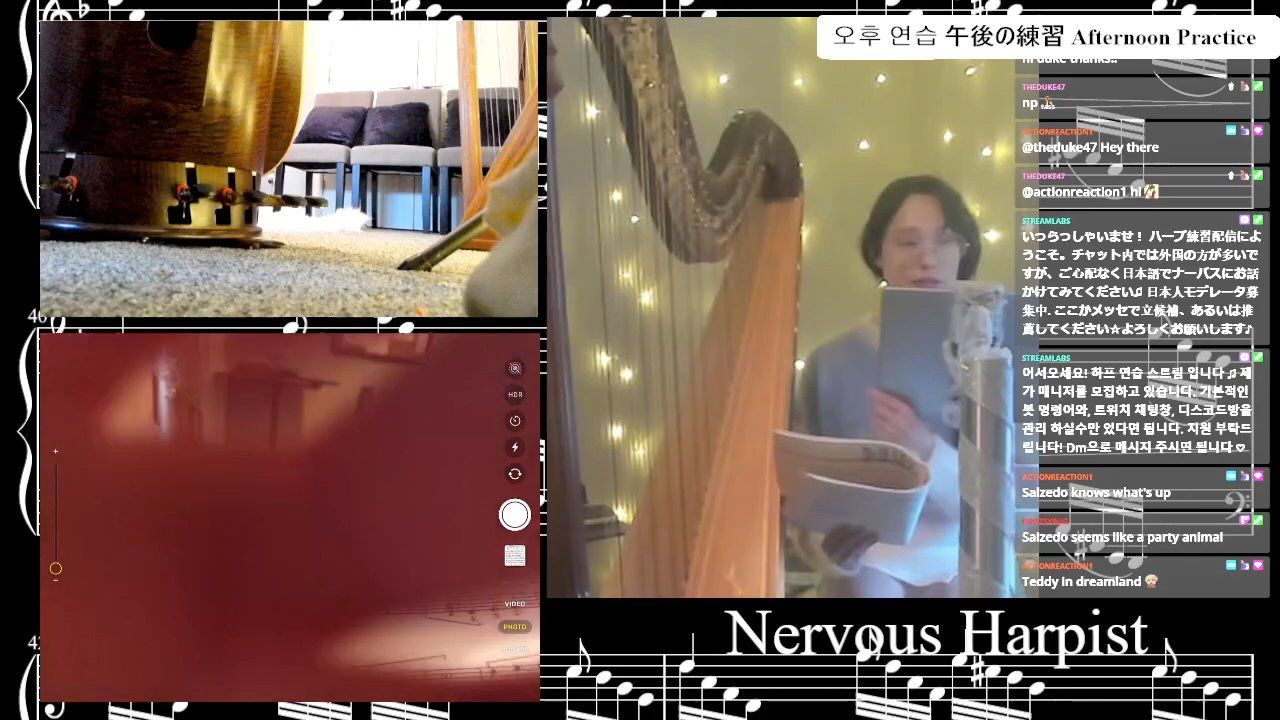 오후 연습 午後の練習 Afternoon Practice
hi duke thanks..
THEDUKE47
np
ACTIONREACTION1
@theduke47 Hey there
THEDUKE47
@actionreaction1 hi
STREAMLABS
いらっしゃいませ！ ハープ練習配信によ
うこそ。チャット内では外国の方が多いで
すが、ご心配なく日本語でナーバスにお話
かけてみてください♫ 日本人モデレータ募
集中. ここかメッセで立候補、あるいは推
薦してください☆よろしくお願いします♪
STREAMLABS
어서오세요! 하프 연습 스트림 입니다 ♫ 제
가 매니저를 모집하고 있습니다. 기본적인
봇 명령어와, 트위치 채팅창, 디스코드방을
관리 하실수만 있다면 됩니다. 지원 부탁드
립니다! Dm으로 메시지 주시면 됩니다 ♡
ACTIONREACTION1
Salzedo knows what's up
Salzedo seems like a party animal
ACTIONREACTION1
Teddy in dreamland
HDR
VIDEO
PHOTO
46
42
Nervous Harpist